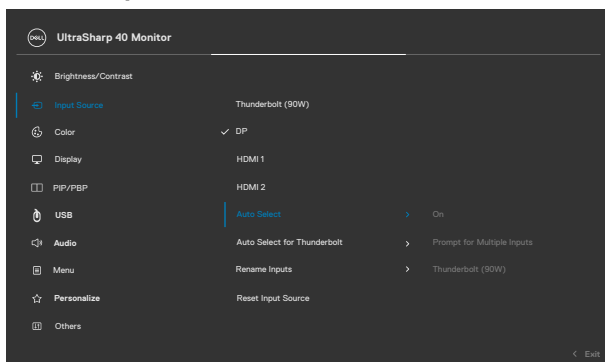 DELL UltraSharp 40 Monitor
Brightness/Contrast
Input Source Thunderbolt (90W)
Color DP
Display HDMI 1
PIP/PBP HDMI 2
USB Auto Select On
Audio Auto Select for Thunderbolt Prompt for Multiple Inputs
Menu Rename Inputs Thunderbolt (90W)
Personalize Reset Input Source
Others
Exit